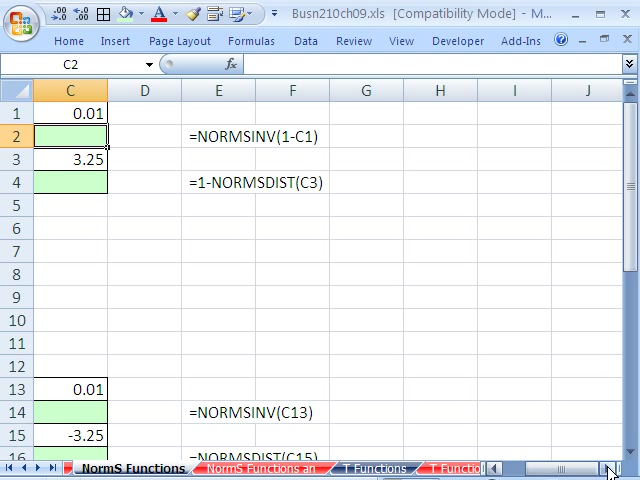 Busn210ch09.xls [Compatibility Mode] - M...
Home Insert Page Layout Formulas Data Review View Developer Add-Ins
C2 fx
C D E F G H I J
1 0.01
2 =NORMSINV(1-C1)
3 3.25
4 =1-NORMSDIST(C3)
5
6
7
8
9
10
11
12
13 0.01
14 =NORMSINV(C13)
15 -3.25
16 =NORMSDIST(C15)
NormS Functions NormS Functions an T Functions T Functio